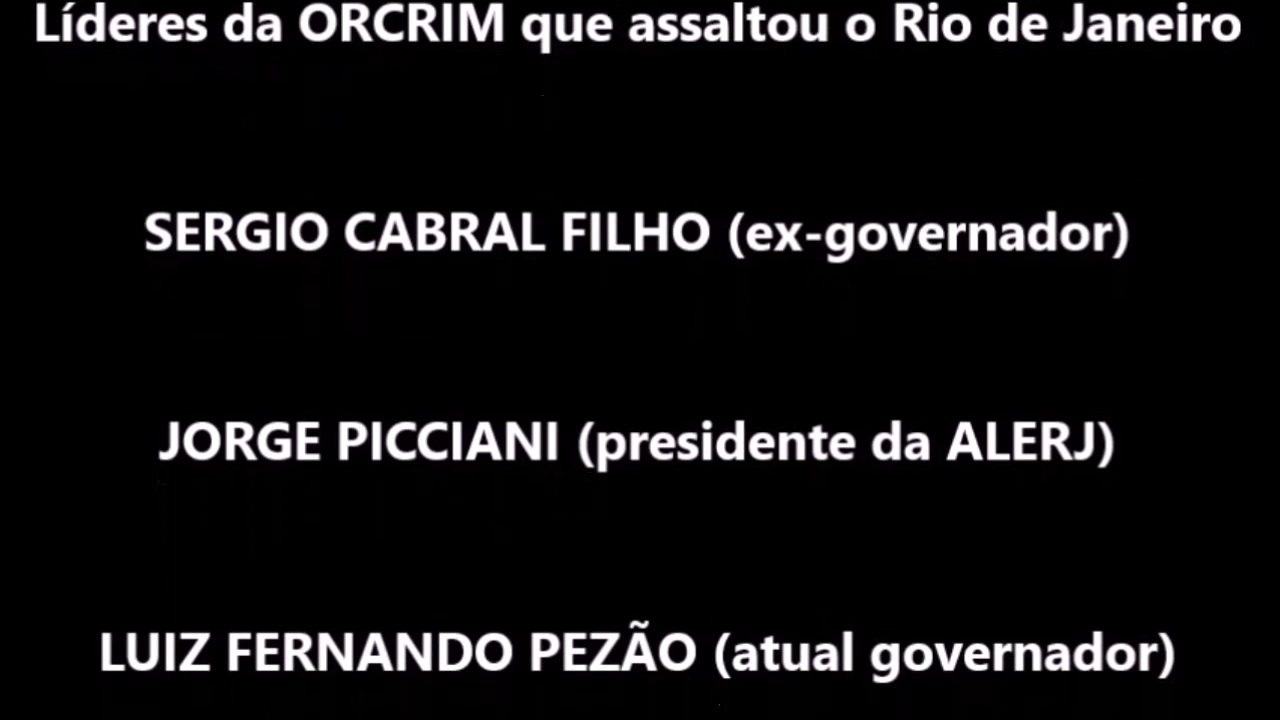 Líderes da ORCRIM que assaltou o Rio de Janeiro
SERGIO CABRAL FILHO (ex-governador)
JORGE PICCIANI (presidente da ALERJ)
LUIZ FERNANDO PEZÃO (atual governador)